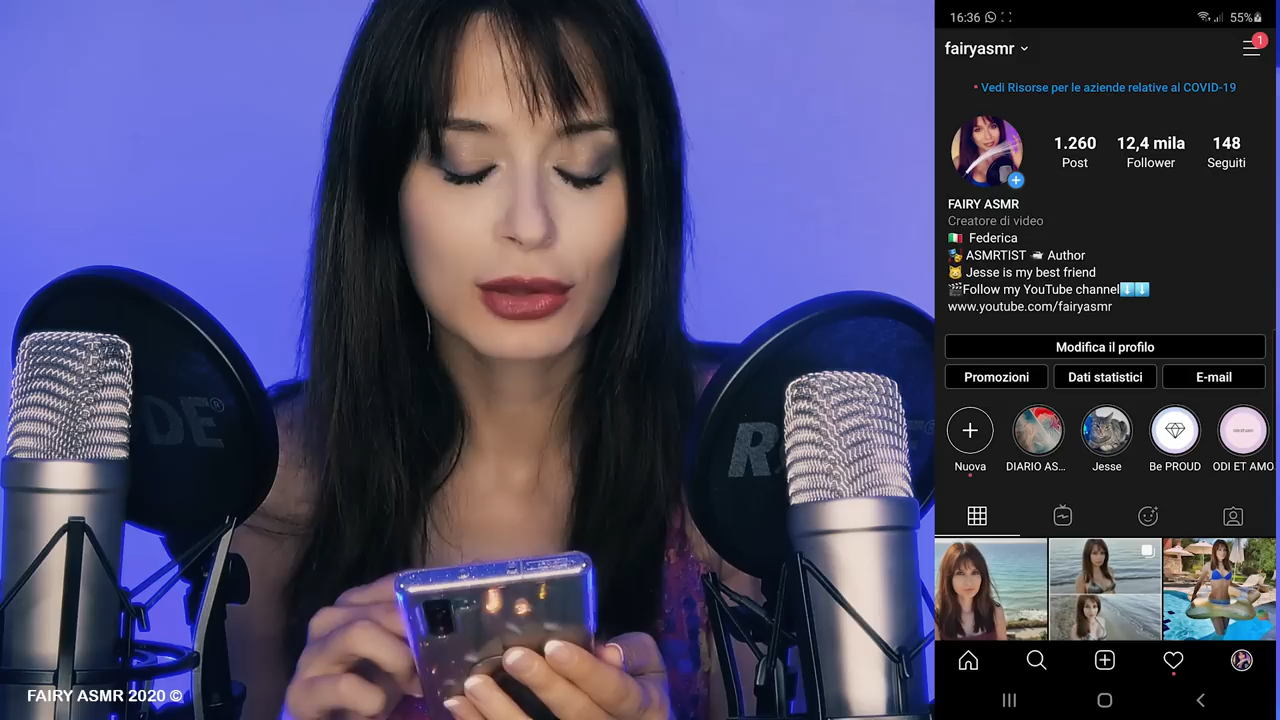 16:36
55%
fairyasmr
1
Vedi Risorse per le aziende relative al COVID-19
1.260
12,4 mila
148
Post
Follower
Seguiti
FAIRY ASMR
Creatore di video
🇮🇹 Federica
🎭 ASMRTIST Author
😺 Jesse is my best friend
🎬Follow my YouTube channel⬇️⬇️
www.youtube.com/fairyasmr
Modifica il profilo
Promozioni
Dati statistici
E-mail
Nuova
DIARIO AS...
Jesse
Be PROUD
ODI ET AMO
FAIRY ASMR 2020 ©